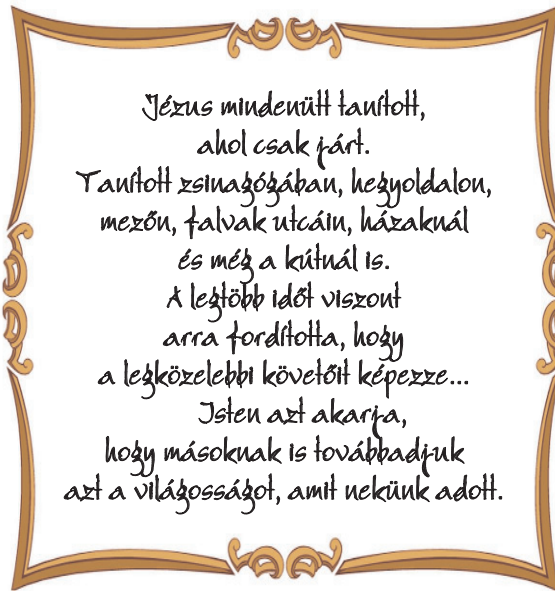 Jézus mindenütt tanított,
ahol csak járt.
Tanított zsinagógában, hegyoldalon,
mezőn, falvak utcáin, házaknál
és még a kútnál is.
A legtöbb időt viszont
arra fordította, hogy
a legközelebbi követőit képezze...
Isten azt akarja,
hogy másoknak is továbbadjuk
azt a világosságot, amit nekünk adott.